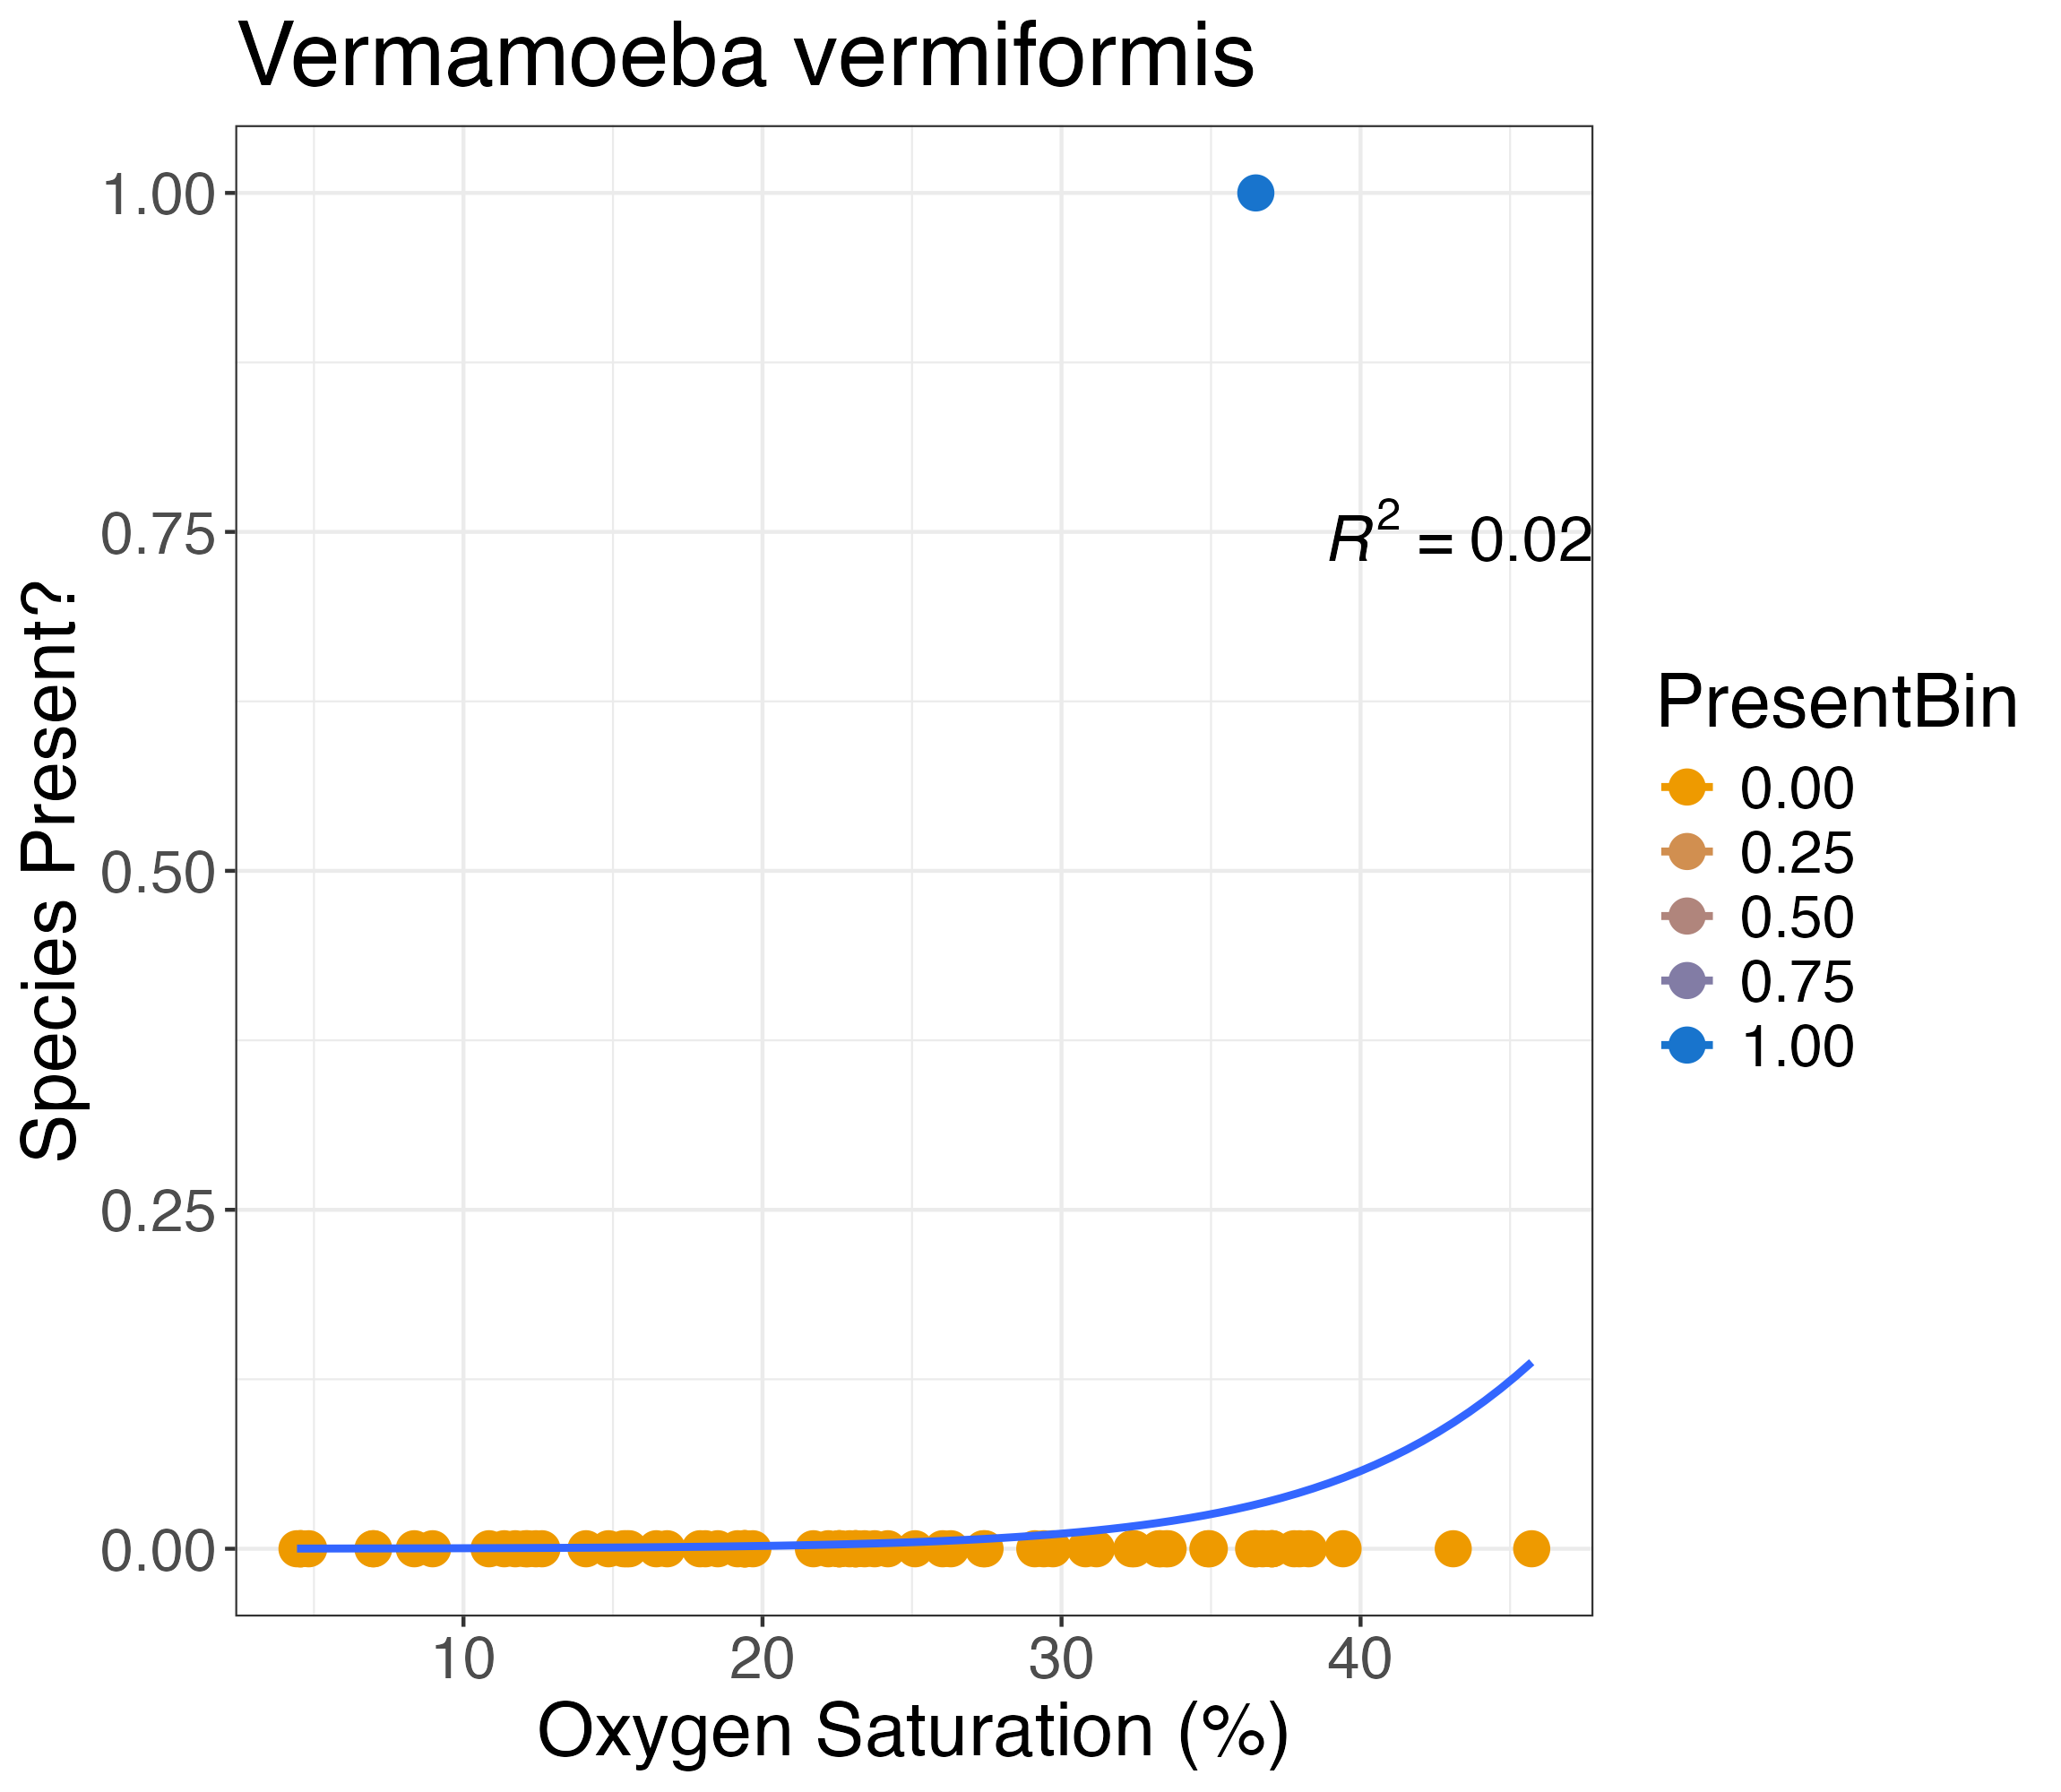 Vermamoeba vermiformis
1.00
0.75
0.50
0.25
0.00
Species Present?
R² = 0.02
10 20 30 40
Oxygen Saturation (%)
PresentBin
0.00
0.25
0.50
0.75
1.00